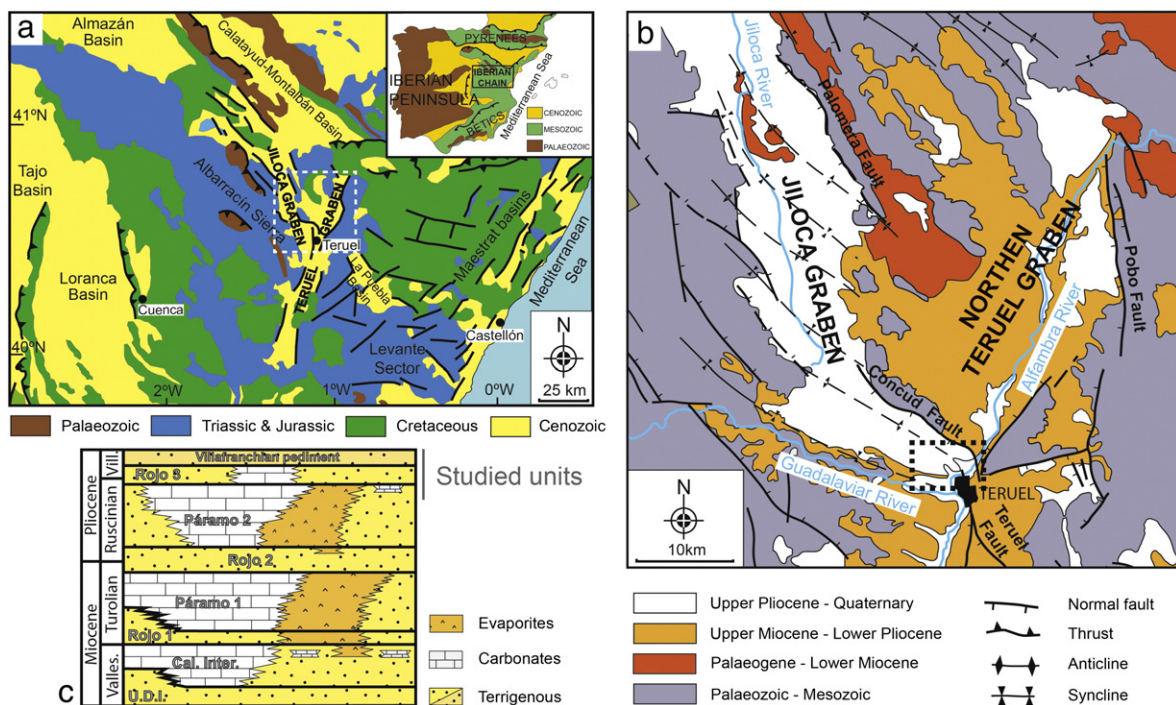 a
Almazán
Basin
Calatayud-Montalbán Basin
41ºN
Tajo
Basin
Albarracín Sierra
JILOCA GRABEN
GRABEN
Teruel
TERUEL
La Puebla
Basin
Maestrat basins
Mediterranean
Sea
Loranca
Basin
Cuenca
Castellón
Levante
Sector
40ºN
2ºW
1ºW
0ºW
N
25 km
PYRENEES
IBERIAN
PENINSULA
IBERIAN
CHAIN
BETICS
Mediterranean Sea
CENOZOIC
MESOZOIC
PALAEOZOIC
Palaeozoic
Triassic & Jurassic
Cretaceous
Cenozoic
b
Jiloca River
Palomera Fault
JILOCA GRABEN
NORTHEN
TERUEL GRABEN
Pobo Fault
Alfambra River
Concud Fault
Guadalaviar River
TERUEL
Teruel
Fault
N
10km
Upper Pliocene - Quaternary
Upper Miocene - Lower Pliocene
Palaeogene - Lower Miocene
Palaeozoic - Mesozoic
Normal fault
Thrust
Anticline
Syncline
c
Pliocene
Miocene
Vill.
Ruscinian
Turolian
Valles.
Villafranchian pediment
Rojo 3
Páramo 2
Rojo 2
Páramo 1
Rojo 1
Cal. Inter.
U.D.I.
Studied units
Evaporites
Carbonates
Terrigenous